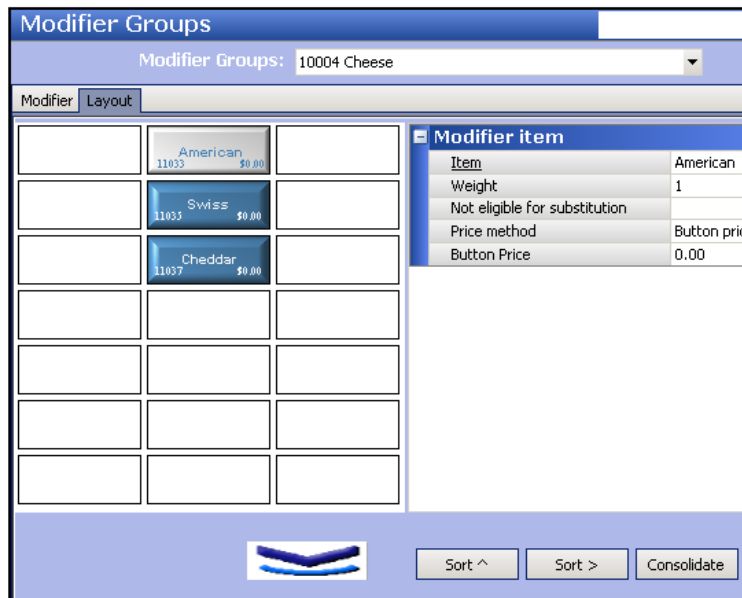 Modifier Groups
Modifier Groups: 10004 Cheese
Modifier Layout
American
11033 $0.00
Swiss
11035 $0.00
Cheddar
11037 $0.00
Modifier item
Item American
Weight 1
Not eligible for substitution
Price method Button pric
Button Price 0.00
Sort ^ Sort > Consolidate